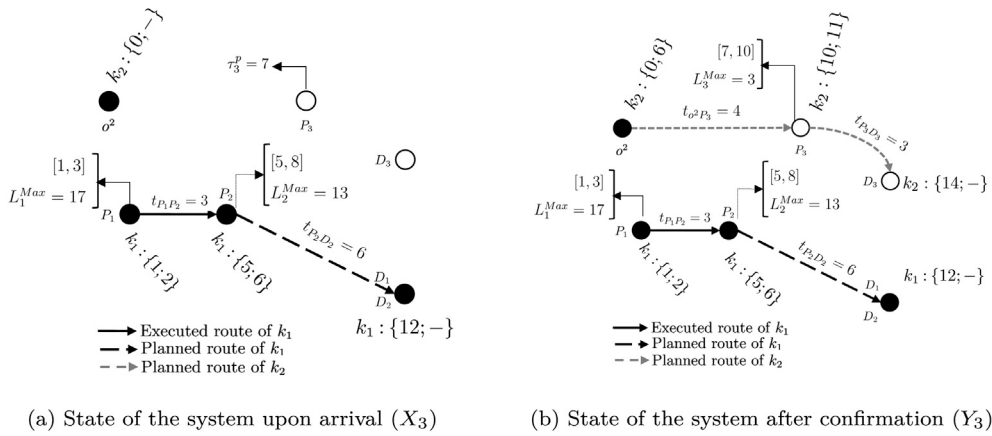 k₂ : {0; −}
τ₃ᵖ = 7
o²
P₃
[1, 3]
L₁ᴹᵃˣ = 17
P₁
t_{P₁P₂} = 3
P₂
[5, 8]
L₂ᴹᵃˣ = 13
D₃
t_{P₂D₂} = 6
k₁ : {1; 2}
k₁ : {5; 6}
D₁
D₂
k₁ : {12; −}
Executed route of k₁
Planned route of k₁
Planned route of k₂
(a) State of the system upon arrival (X₃)
k₂ : {0; 6}
[7, 10]
L₃ᴹᵃˣ = 3
k₂ : {10; 11}
t_{o²P₃} = 4
o²
P₃
t_{P₃D₃} = 3
D₃
k₂ : {14; −}
[1, 3]
L₁ᴹᵃˣ = 17
P₁
t_{P₁P₂} = 3
P₂
[5, 8]
L₂ᴹᵃˣ = 13
t_{P₂D₂} = 6
k₁ : {1; 2}
k₁ : {5; 6}
D₁
D₂
k₁ : {12; −}
Executed route of k₁
Planned route of k₁
Planned route of k₂
(b) State of the system after confirmation (Y₃)